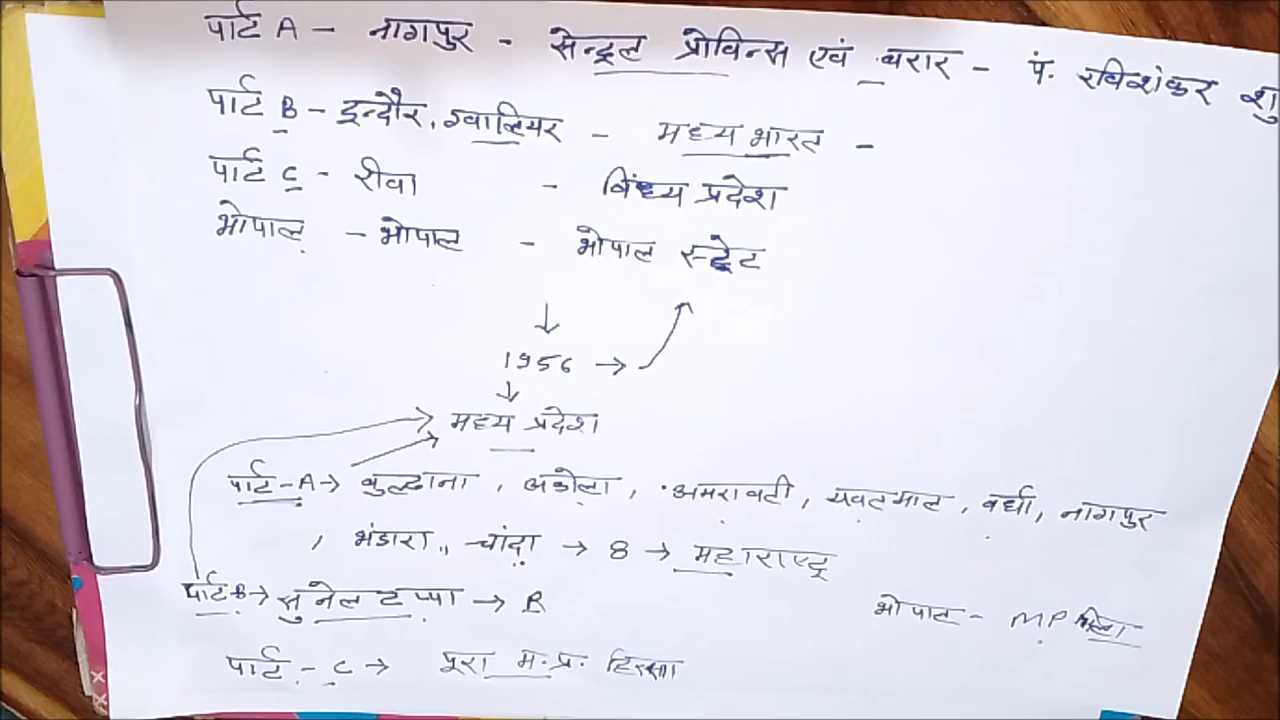 पार्ट A - नागपुर - सेन्ट्रल प्रोविन्स एवं बरार - पं. रविशंकर शु
पार्ट B - इन्दौर, ग्वालियर - मध्य भारत -
पार्ट C - रीवा - विंध्य प्रदेश
भोपाल - भोपाल - भोपाल स्टेट
1956 →
मध्य प्रदेश
पार्ट-A → बुल्ढाना, अकोला, अमरावती, यवतमाल, वर्धा, नागपुर
, भंडारा,, चांदा → 8 → महाराष्ट्र
पार्ट-B → सुनेल टप्पा → R
भोपाल - MP मिला
पार्ट - C → पूरा म.प्र. हिस्सा